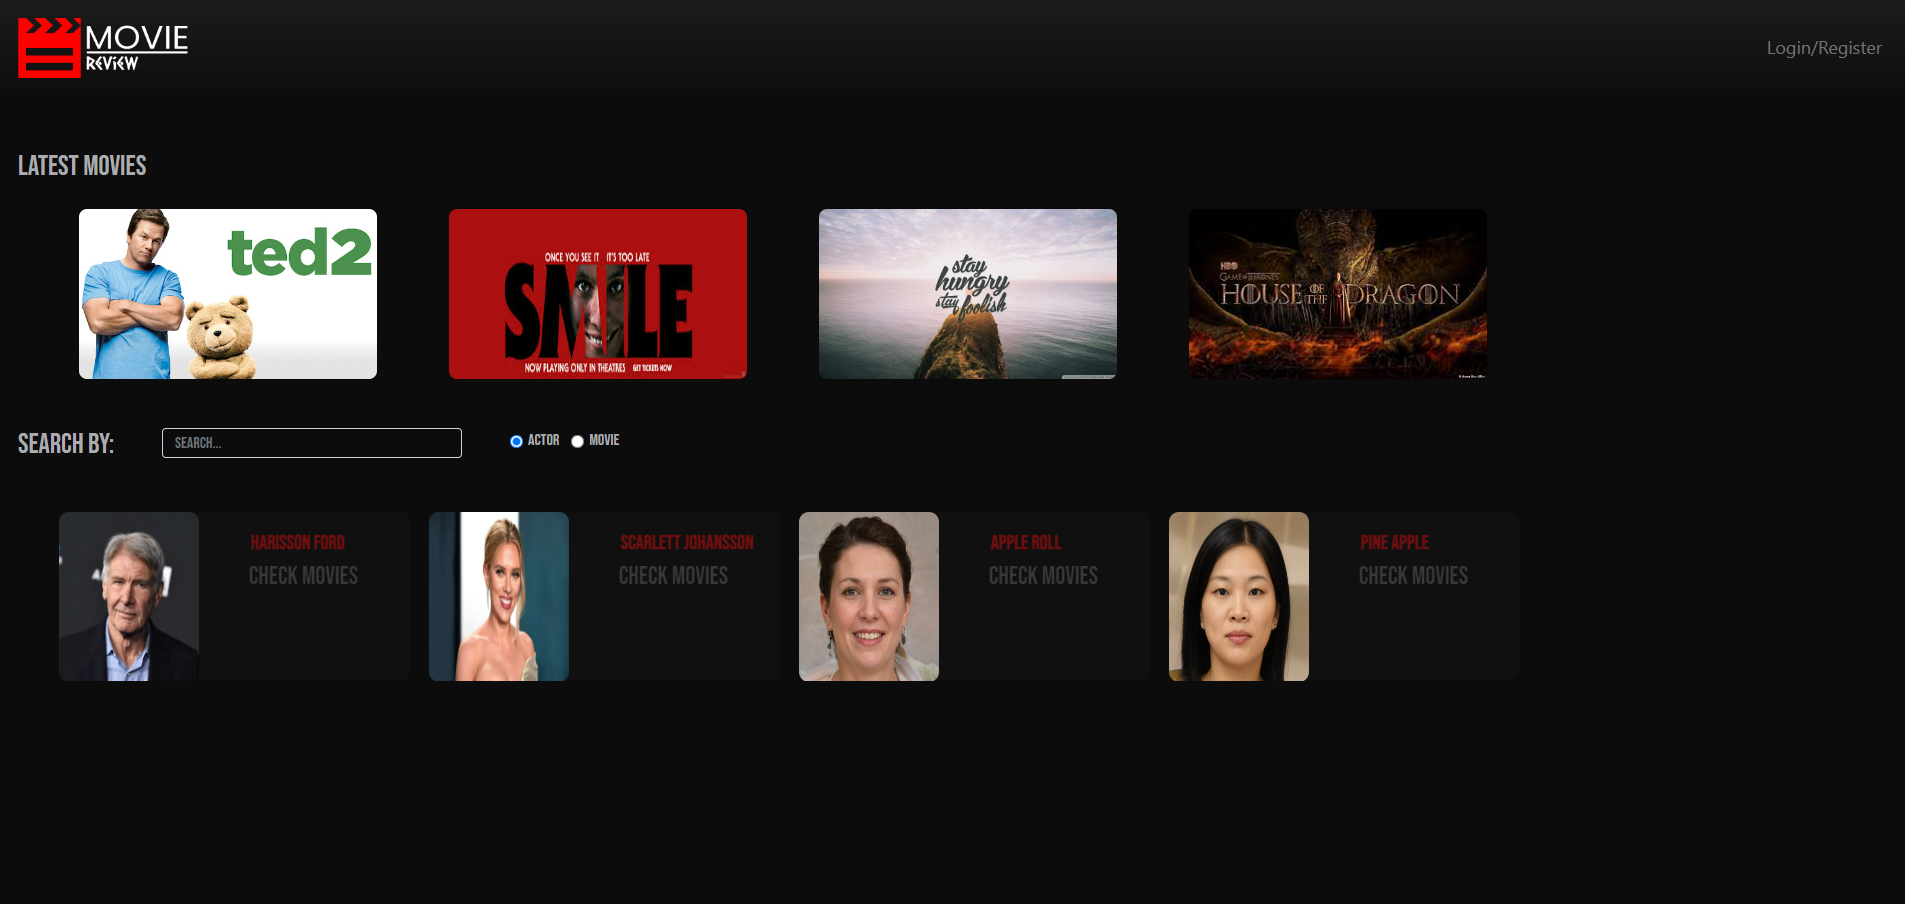 MOVIE
REViEW
Login/Register
LATEST MOVIES
ted2
ONCE YOU SEE IT IT'S TOO LATE
SMILE
NOW PLAYING ONLY IN THEATRES GET TICKETS NOW
stay
hungry
stay foolish
HBO
GAME OF THRONES
HOUSE OF THE DRAGON
SEARCH BY:
SEARCH...
ACTOR
MOVIE
HARISSON FORD
CHECK MOVIES
SCARLETT JOHANSSON
CHECK MOVIES
APPLE ROLL
CHECK MOVIES
PINE APPLE
CHECK MOVIES